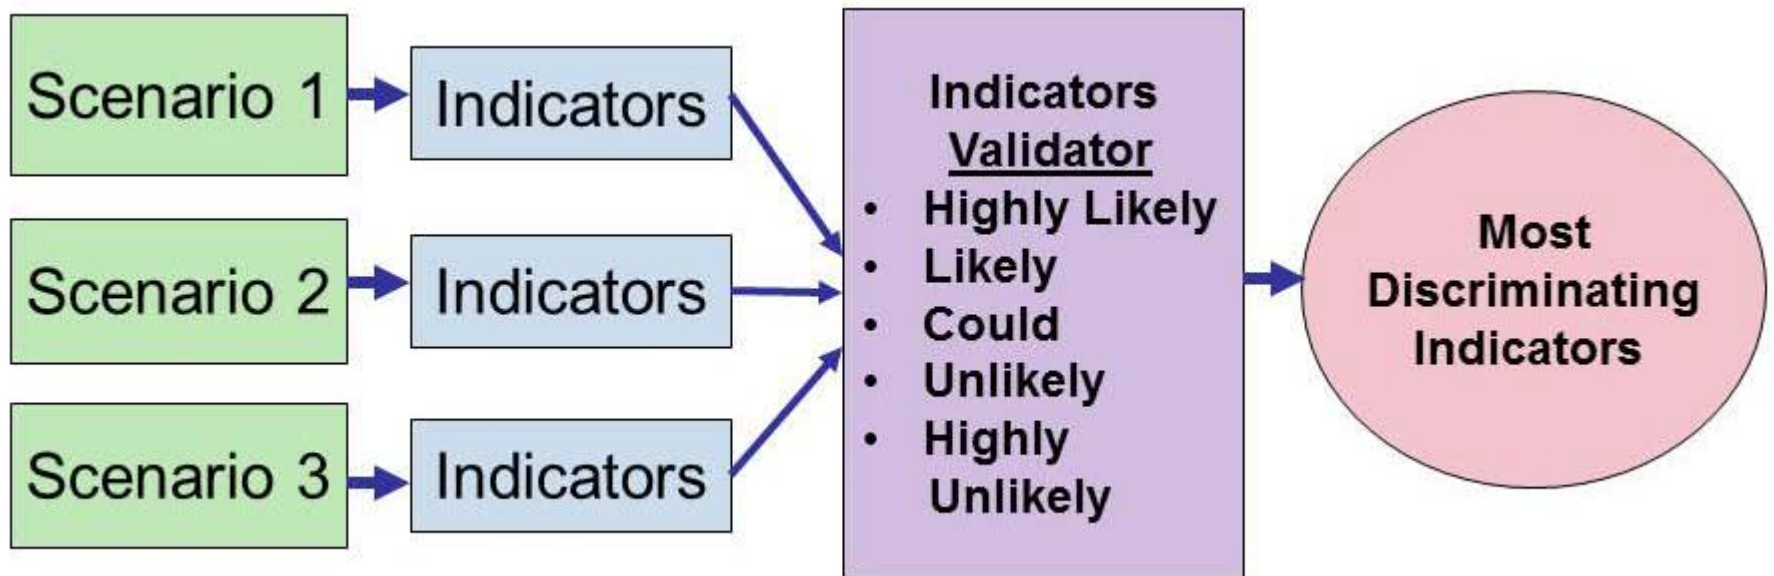 Scenario 1
Indicators
Scenario 2
Indicators
Scenario 3
Indicators
Indicators
Validator
• Highly Likely
• Likely
• Could
• Unlikely
• Highly
Unlikely
Most
Discriminating
Indicators